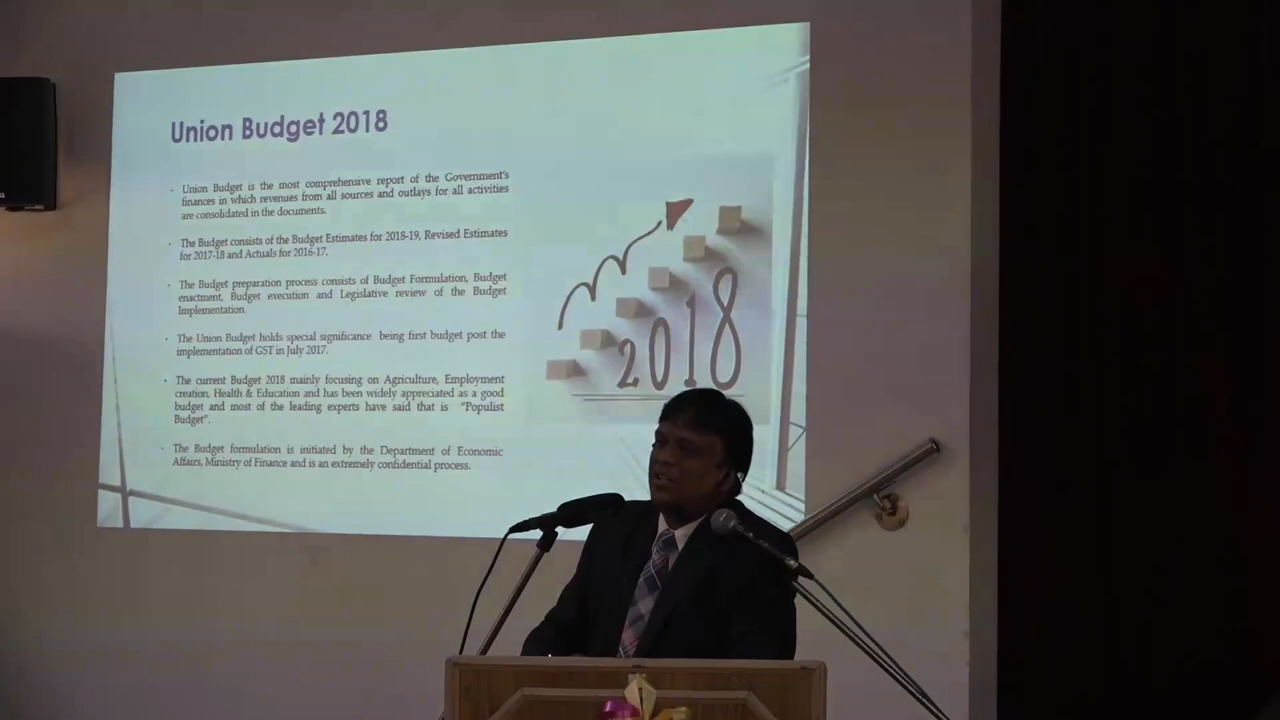 Union Budget 2018
Union Budget is the most comprehensive report of the Government's
finances in which revenues from all sources and outlays for all activities
are consolidated in the documents.
The Budget consists of the Budget Estimates for 2018-19, Revised Estimates
for 2017-18 and Actuals for 2016-17.
The Budget preparation process consists of Budget Formulation, Budget
enactment, Budget execution and Legislative review of the Budget
Implementation.
The Union Budget holds special significance being first budget post the
implementation of GST in July 2017.
The current Budget 2018 mainly focusing on Agriculture, Employment
creation, Health & Education and has been widely appreciated as a good
budget and most of the leading experts have said that is "Populist
Budget".
The Budget formulation is initiated by the Department of Economic
Affairs, Ministry of Finance and is an extremely confidential process.
2018